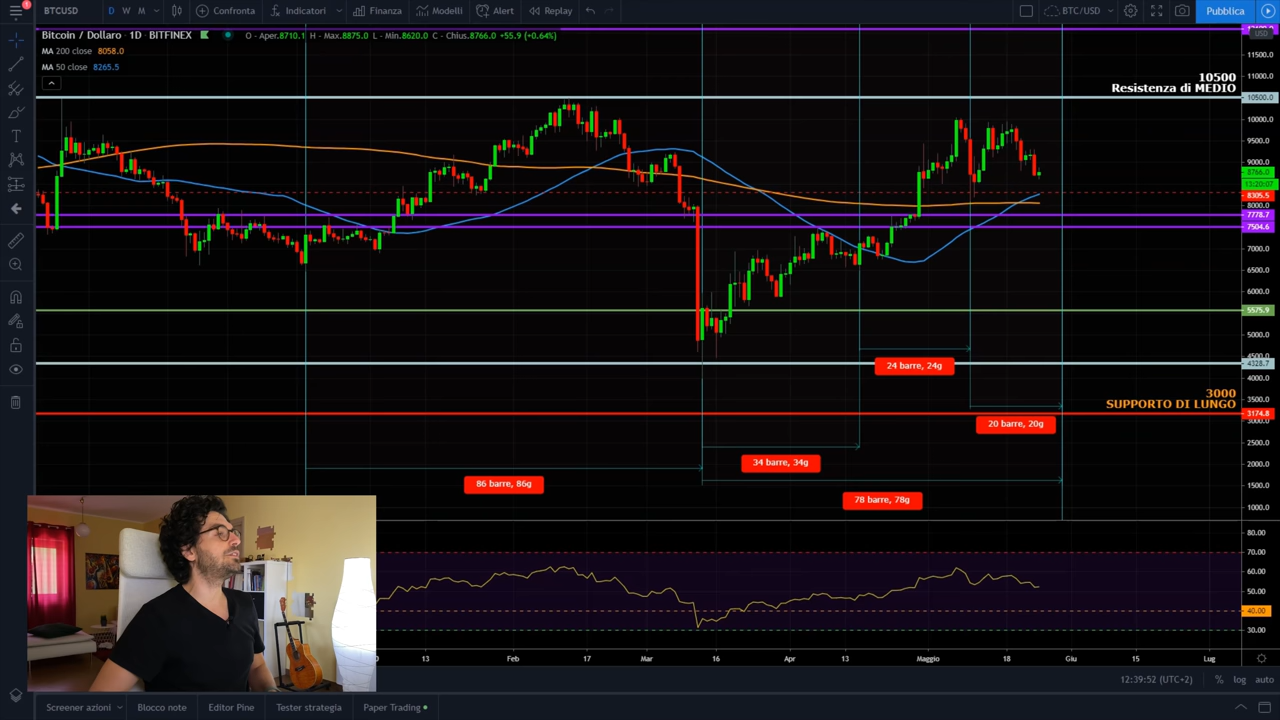 1
BTCUSD
D W M
Confronta
Indicatori
Finanza
Modelli
Alert
Replay
BTC/USD
Pubblica
Bitcoin / Dollaro · 1D · BITFINEX
O - Aper.8710.1 H - Max.8875.0 L - Min.8620.0 C - Chius.8766.0 +55.9 (+0.64%)
MA 200 close 8058.0
MA 50 close 8265.5
USD
11500.0
11000.0
10500
Resistenza di MEDIO
10500.0
10000.0
9500.0
9000.0
8766.0
13:20:07
8305.5
8000.0
7778.7
7504.6
7000.0
6500.0
6000.0
5575.9
5000.0
4328.7
4000.0
3500.0
3000
SUPPORTO DI LUNGO
3174.8
3000.0
2500.0
2000.0
1500.0
1000.0
24 barre, 24g
20 barre, 20g
34 barre, 34g
86 barre, 86g
78 barre, 78g
80.00
70.00
60.00
50.00
40.00
30.00
13
Feb
17
Mar
16
Apr
13
Maggio
18
Giu
15
Lug
12:39:52 (UTC+2)
% log auto
Screener azioni
Blocco note
Editor Pine
Tester strategia
Paper Trading